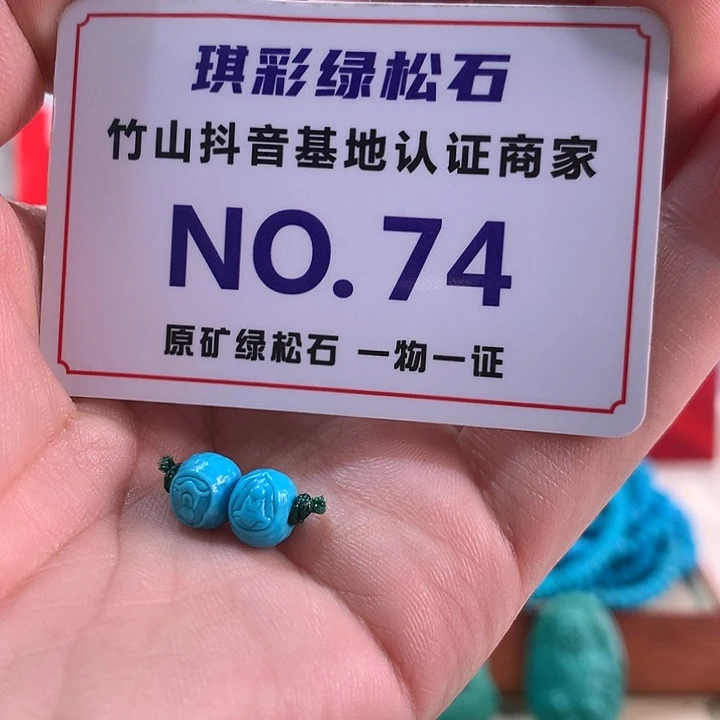 琪彩绿松石
竹山抖音基地认证商家
NO. 74
原矿绿松石 一物一证